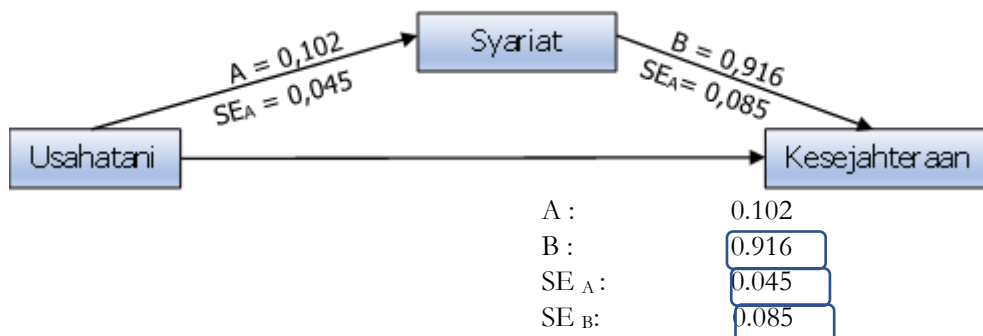 Syariat
A = 0,102
SEA = 0,045
B = 0,916
SEA= 0,085
Usahatani
Kesejahteraan
A : 0.102
B : 0.916
SE A : 0.045
SE B: 0.085